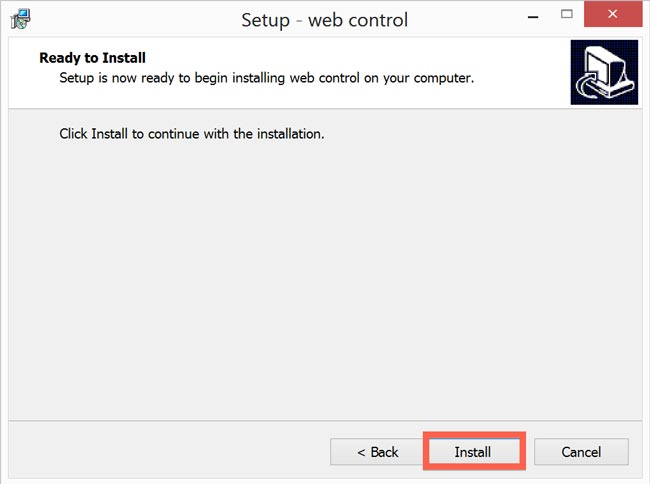 Setup - web control
Ready to Install
Setup is now ready to begin installing web control on your computer.
Click Install to continue with the installation.
< Back
Install
Cancel